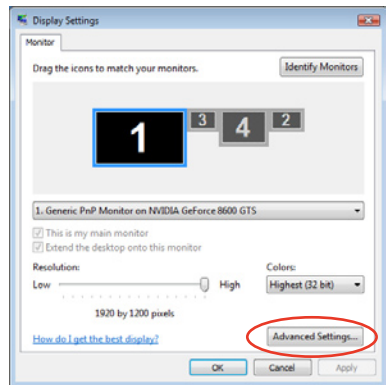 Display Settings
Monitor
Drag the icons to match your monitors.
Identify Monitors
1
3
4
2
1. Generic PnP Monitor on NVIDIA GeForce 8600 GTS
This is my main monitor
Extend the desktop onto this monitor
Resolution:
Colors:
Low
High
Highest (32 bit)
1920 by 1200 pixels
How do I get the best display?
Advanced Settings...
OK
Cancel
Apply